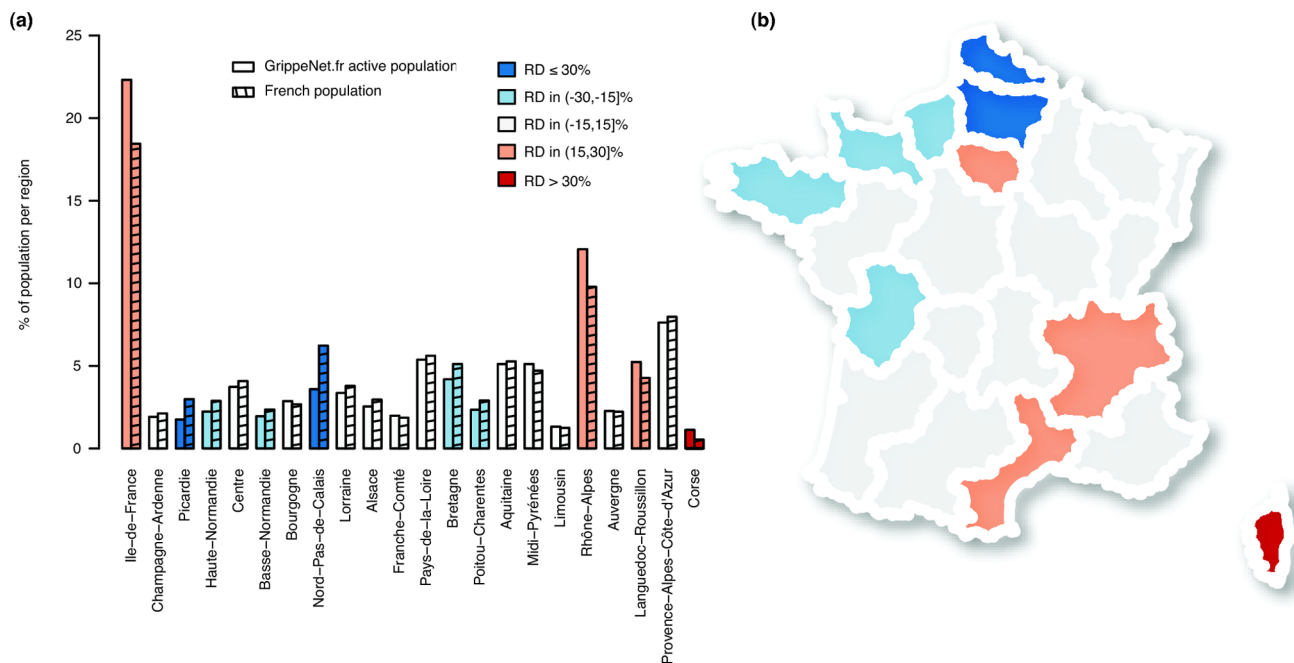 (a)
(b)
% of population per region
25
20
15
10
5
0
GrippeNet.fr active population
French population
RD ≤ 30%
RD in (-30,-15]%
RD in (-15,15]%
RD in (15,30]%
RD > 30%
Ile-de-France
Champagne-Ardenne
Picardie
Haute-Normandie
Centre
Basse-Normandie
Bourgogne
Nord-Pas-de-Calais
Lorraine
Alsace
Franche-Comté
Pays-de-la-Loire
Bretagne
Poitou-Charentes
Aquitaine
Midi-Pyrénées
Limousin
Rhône-Alpes
Auvergne
Languedoc-Roussillon
Provence-Alpes-Côte-d'Azur
Corse